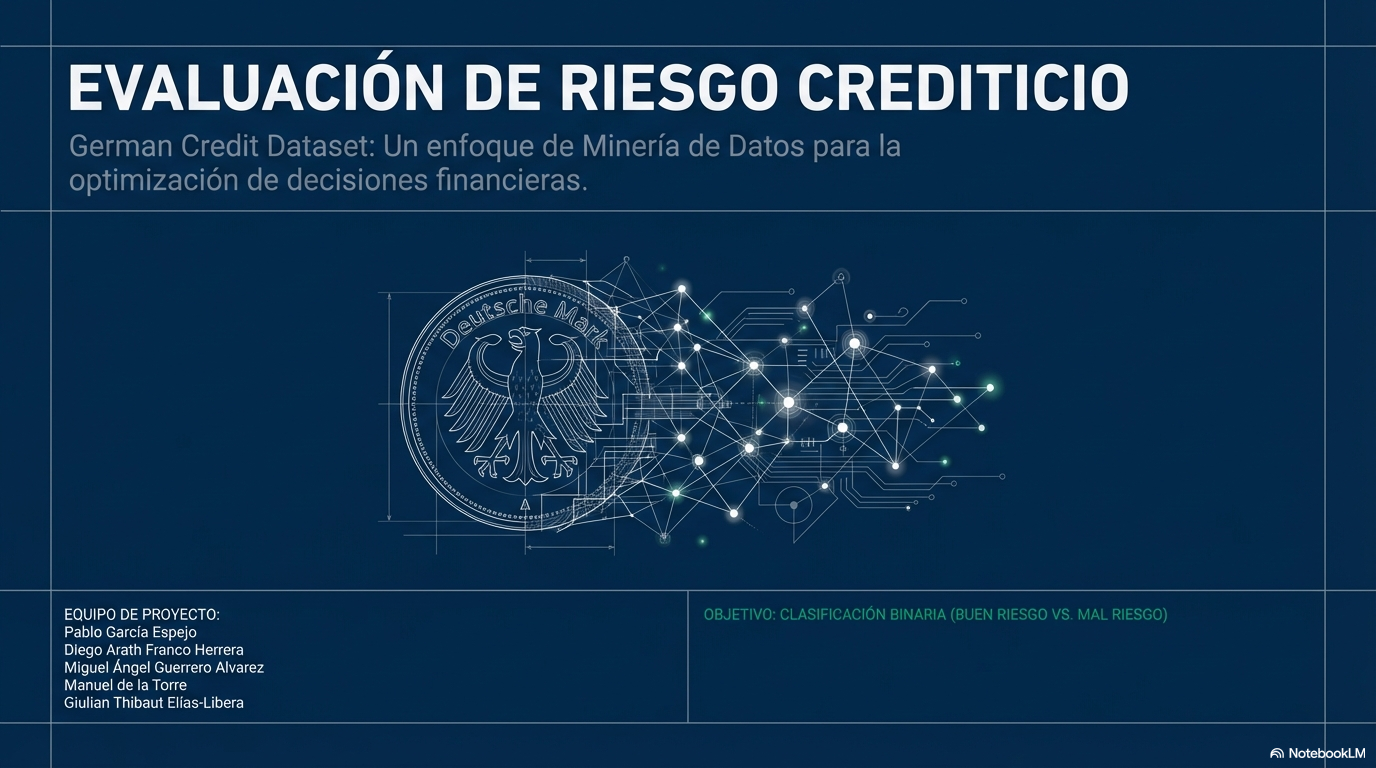 EVALUACIÓN DE RIESGO CREDITICIO
German Credit Dataset: Un enfoque de Minería de Datos para la
optimización de decisiones financieras.
Deutsche Mark
EQUIPO DE PROYECTO:
Pablo García Espejo
Diego Arath Franco Herrera
Miguel Ángel Guerrero Alvarez
Manuel de la Torre
Giulian Thibaut Elías-Libera
OBJETIVO: CLASIFICACIÓN BINARIA (BUEN RIESGO VS. MAL RIESGO)
NotebookLM